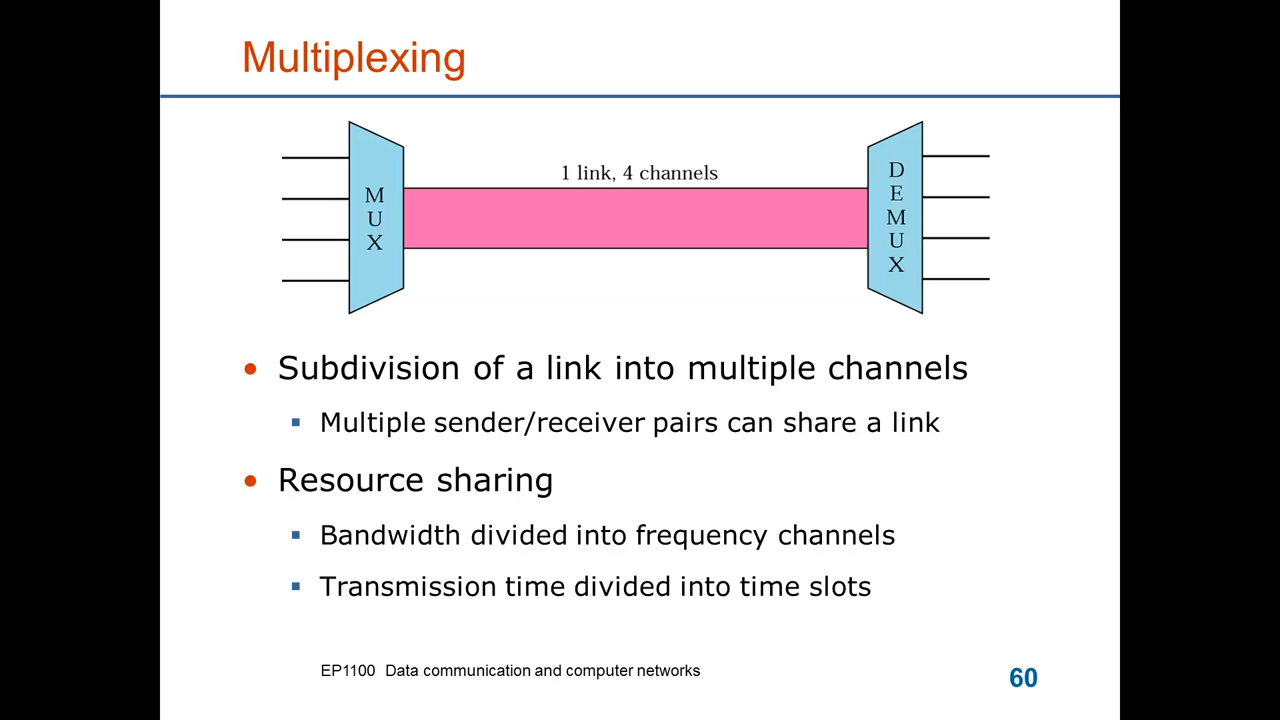 Multiplexing
1 link, 4 channels
MUX
DEMUX
• Subdivision of a link into multiple channels
▪ Multiple sender/receiver pairs can share a link
• Resource sharing
▪ Bandwidth divided into frequency channels
▪ Transmission time divided into time slots
EP1100 Data communication and computer networks
60